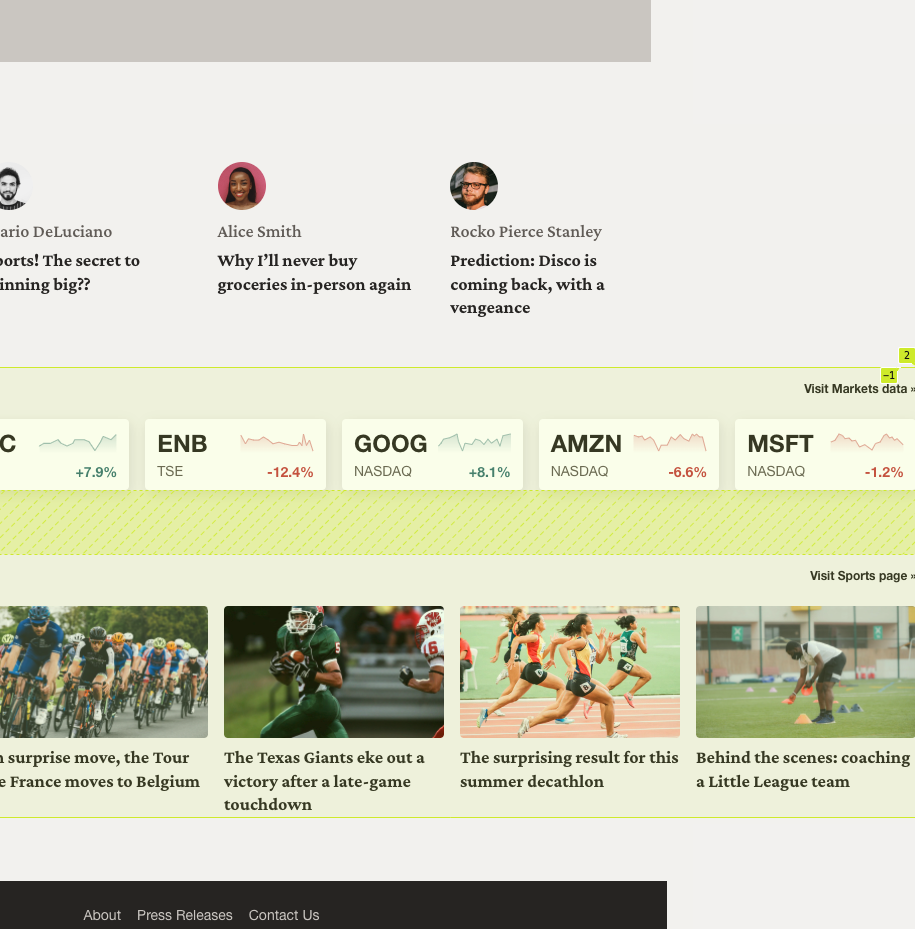 ario DeLuciano
Alice Smith
Rocko Pierce Stanley
ports! The secret to
inning big??
Why I’ll never buy
groceries in-person again
Prediction: Disco is
coming back, with a
vengeance
2
−1
Visit Markets data »
C
+7.9%
ENB
TSE
-12.4%
GOOG
NASDAQ
+8.1%
AMZN
NASDAQ
-6.6%
MSFT
NASDAQ
-1.2%
Visit Sports page »
n surprise move, the Tour
e France moves to Belgium
The Texas Giants eke out a
victory after a late-game
touchdown
The surprising result for this
summer decathlon
Behind the scenes: coaching
a Little League team
About
Press Releases
Contact Us